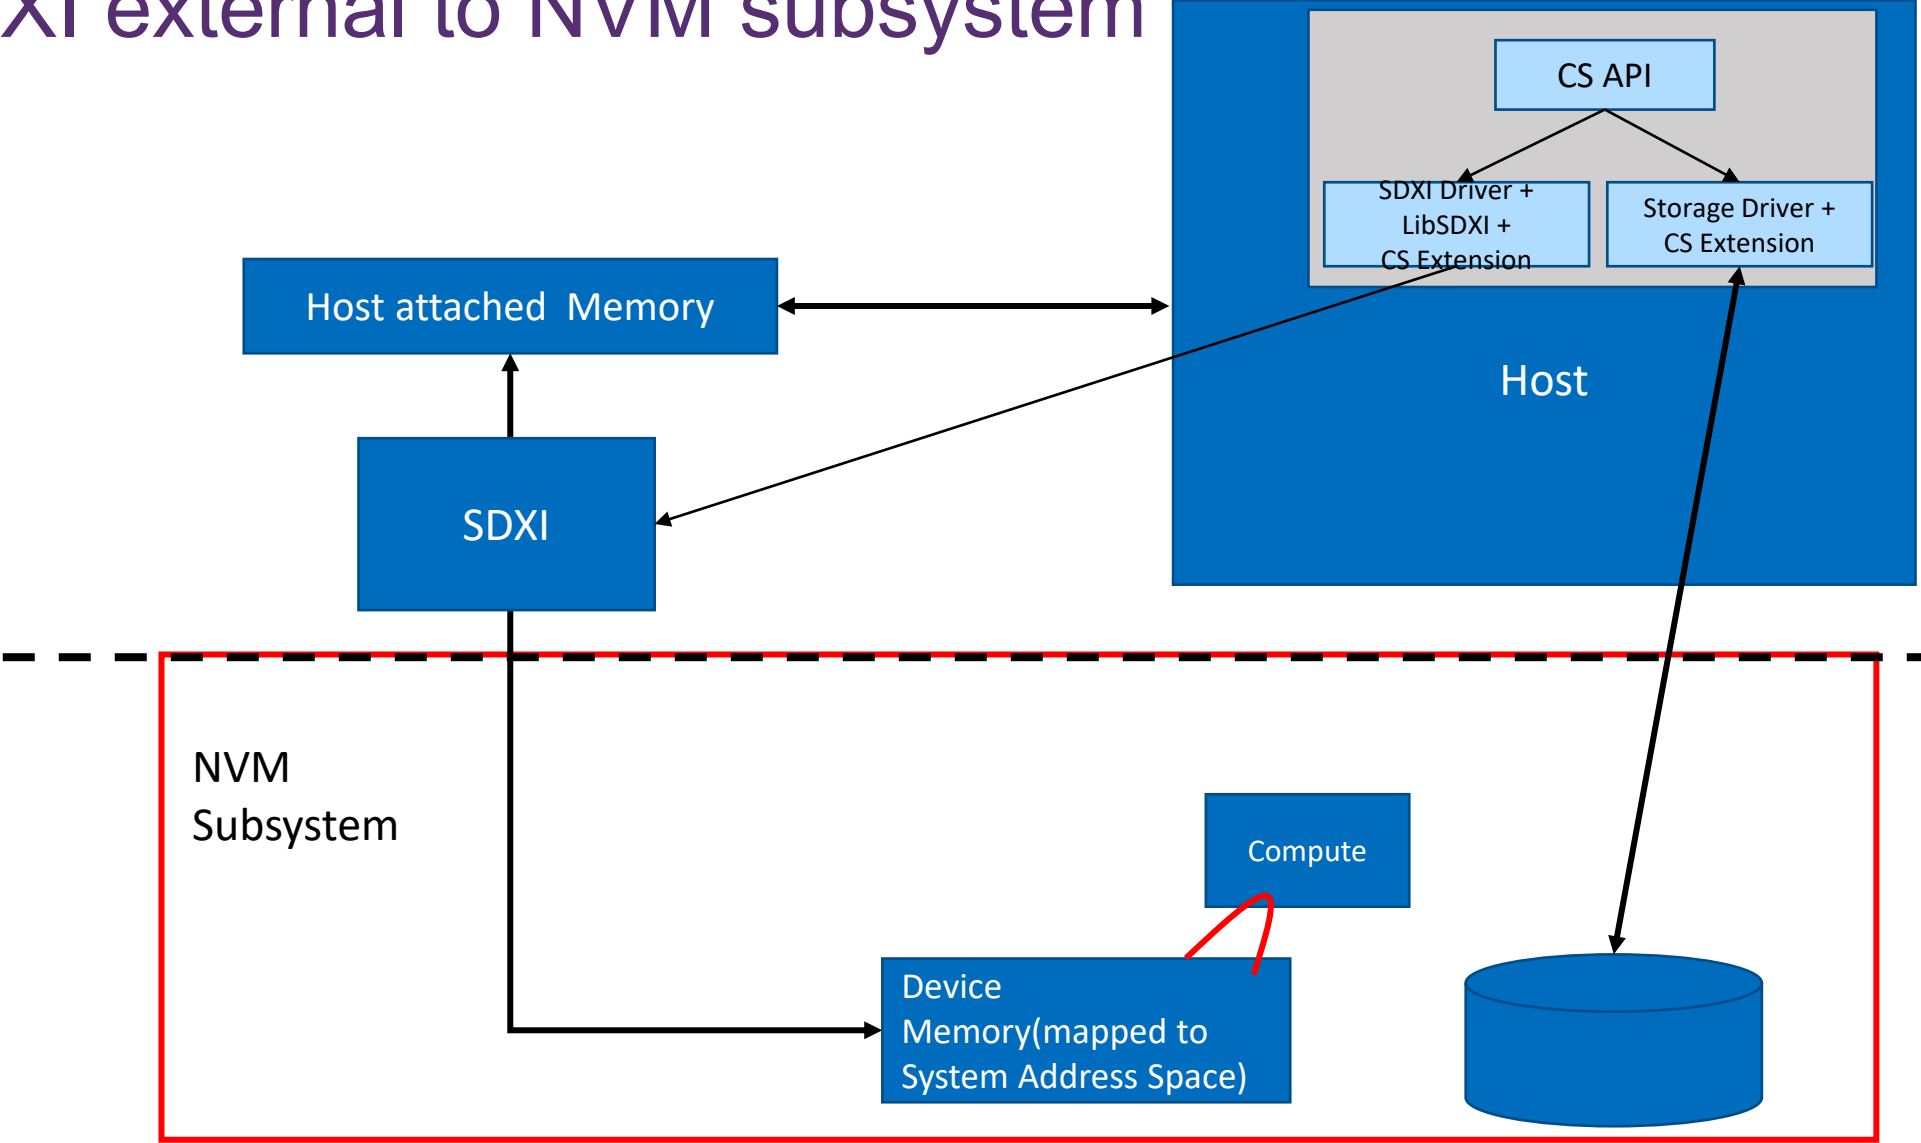 XI external to NVM subsystem
CS API
SDXI Driver +
LibSDXI +
CS Extension
Storage Driver +
CS Extension
Host attached  Memory
Host
SDXI
NVM
Subsystem
Compute
Device
Memory(mapped to
System Address Space)